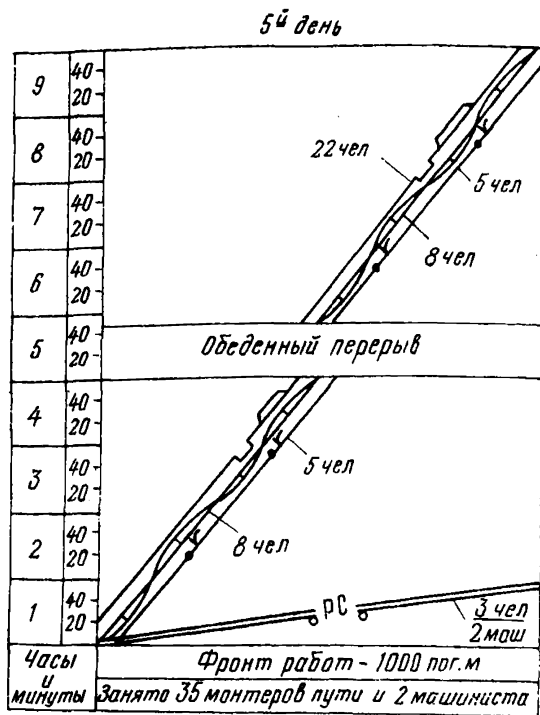 5й день
9
40
20
8
40
20
22 чел
5 чел
7
40
20
8 чел
6
40
20
5
40
20
Обеденный перерыв
4
40
20
3
40
20
5 чел
2
40
20
8 чел
1
40
20
РС
3 чел
2 маш
Часы и минуты
Фронт работ - 1000 пог.м
Занято 35 монтеров пути и 2 машиниста